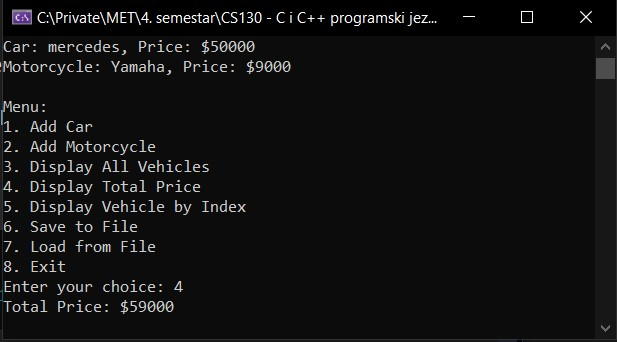 C:\Private\MET\4. semestar\CS130 - C i C++ programski jez...
Car: mercedes, Price: $50000
Motorcycle: Yamaha, Price: $9000
Menu:
1. Add Car
2. Add Motorcycle
3. Display All Vehicles
4. Display Total Price
5. Display Vehicle by Index
6. Save to File
7. Load from File
8. Exit
Enter your choice: 4
Total Price: $59000